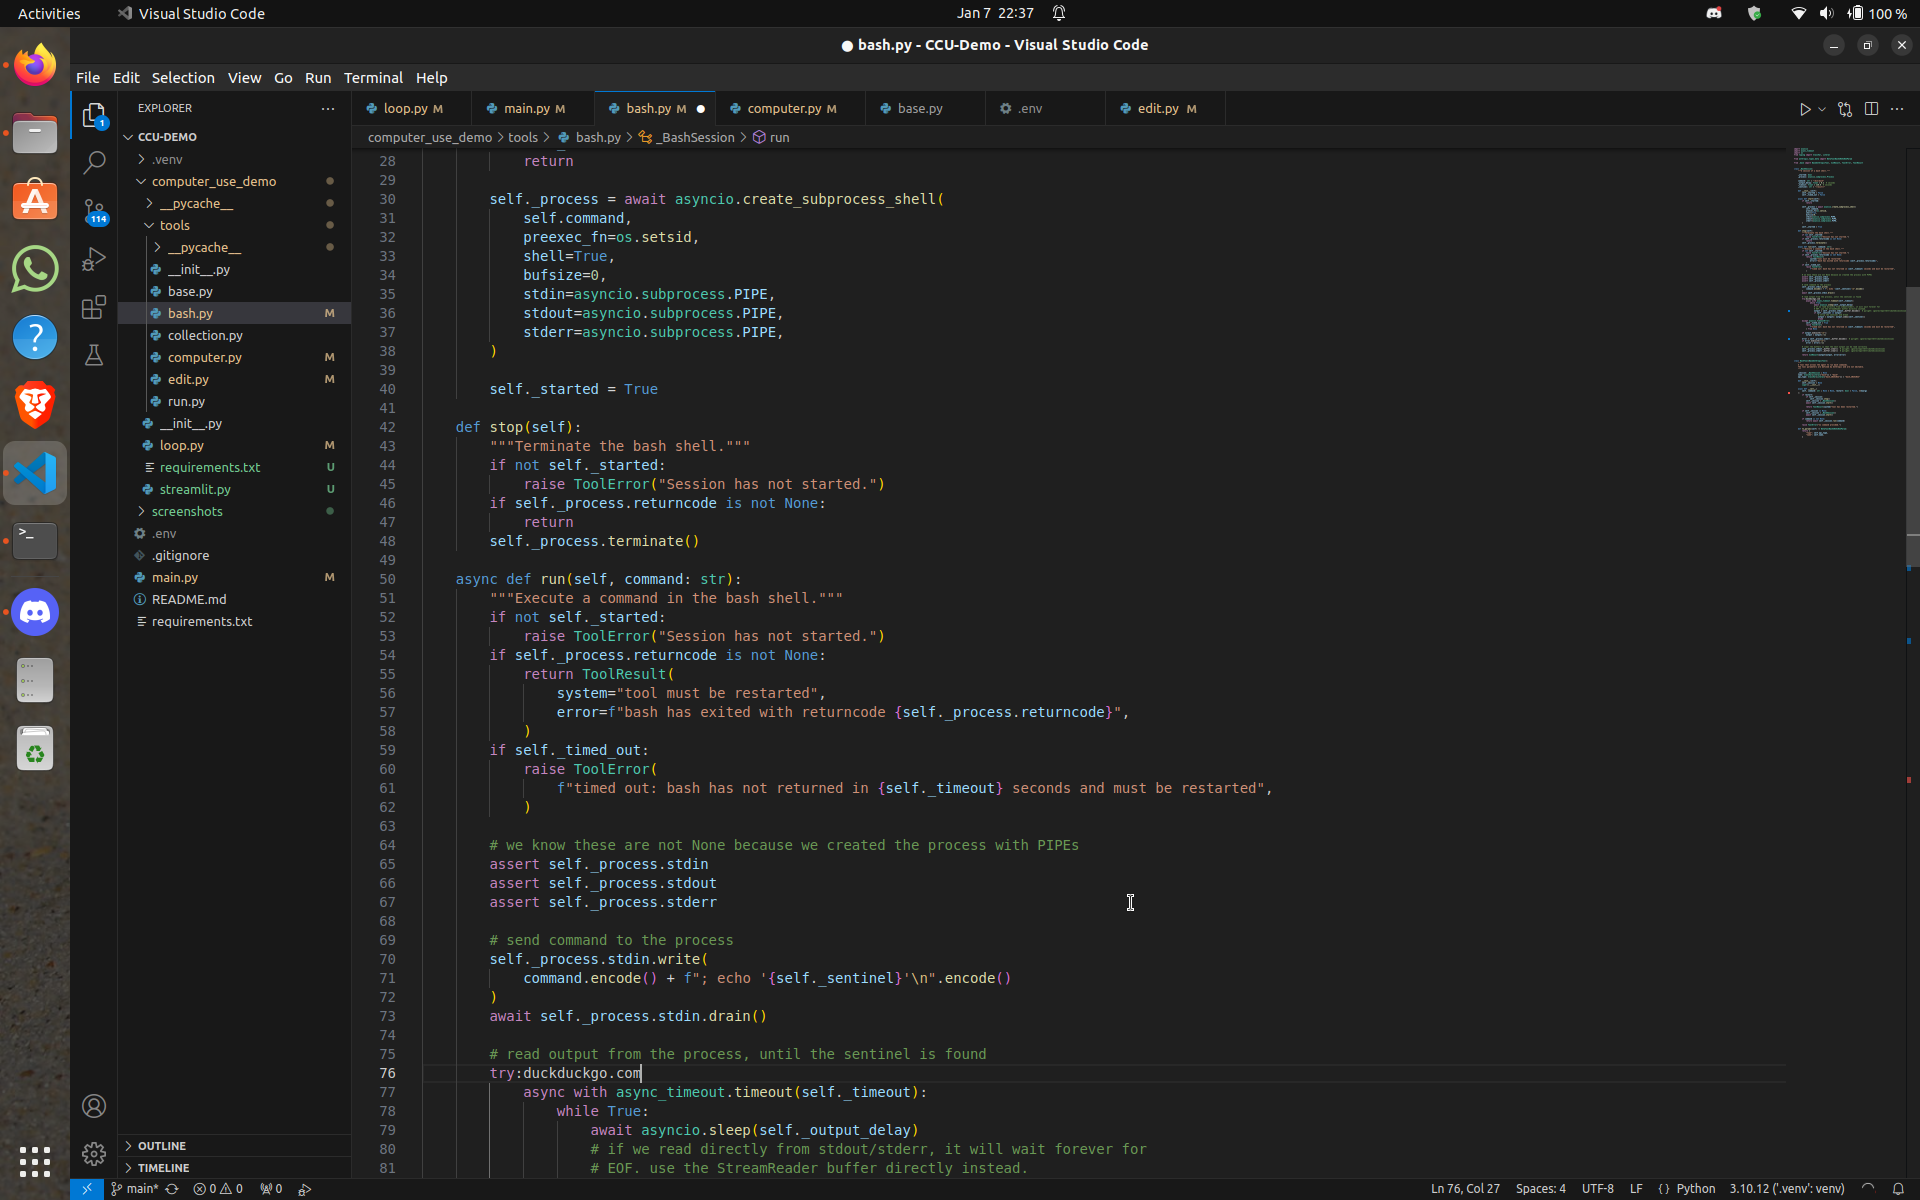 Activities
Visual Studio Code
Jan 7 22:37
100 %
● bash.py - CCU-Demo - Visual Studio Code
File Edit Selection View Go Run Terminal Help
EXPLORER
CCU-DEMO
.venv
computer_use_demo
__pycache__
tools
__pycache__
__init__.py
base.py
bash.py M
collection.py
computer.py M
edit.py M
run.py
__init__.py
loop.py M
requirements.txt U
streamlit.py U
screenshots
.env
.gitignore
main.py M
README.md
requirements.txt
OUTLINE
TIMELINE
1
114
loop.py M
main.py M
bash.py M
computer.py M
base.py
.env
edit.py M
computer_use_demo > tools > bash.py > _BashSession > run
28 return
29
30 self._process = await asyncio.create_subprocess_shell(
31 self.command,
32 preexec_fn=os.setsid,
33 shell=True,
34 bufsize=0,
35 stdin=asyncio.subprocess.PIPE,
36 stdout=asyncio.subprocess.PIPE,
37 stderr=asyncio.subprocess.PIPE,
38 )
39
40 self._started = True
41
42 def stop(self):
43 """Terminate the bash shell."""
44 if not self._started:
45 raise ToolError("Session has not started.")
46 if self._process.returncode is not None:
47 return
48 self._process.terminate()
49
50 async def run(self, command: str):
51 """Execute a command in the bash shell."""
52 if not self._started:
53 raise ToolError("Session has not started.")
54 if self._process.returncode is not None:
55 return ToolResult(
56 system="tool must be restarted",
57 error=f"bash has exited with returncode {self._process.returncode}",
58 )
59 if self._timed_out:
60 raise ToolError(
61 f"timed out: bash has not returned in {self._timeout} seconds and must be restarted",
62 )
63
64 # we know these are not None because we created the process with PIPEs
65 assert self._process.stdin
66 assert self._process.stdout
67 assert self._process.stderr
68
69 # send command to the process
70 self._process.stdin.write(
71 command.encode() + f"; echo '{self._sentinel}'\n".encode()
72 )
73 await self._process.stdin.drain()
74
75 # read output from the process, until the sentinel is found
76 try:duckduckgo.com
77 async with async_timeout.timeout(self._timeout):
78 while True:
79 await asyncio.sleep(self._output_delay)
80 # if we read directly from stdout/stderr, it will wait forever for
81 # EOF. use the StreamReader buffer directly instead.
main* 0 0 0
Ln 76, Col 27 Spaces: 4 UTF-8 LF { } Python 3.10.12 ('.venv': venv)